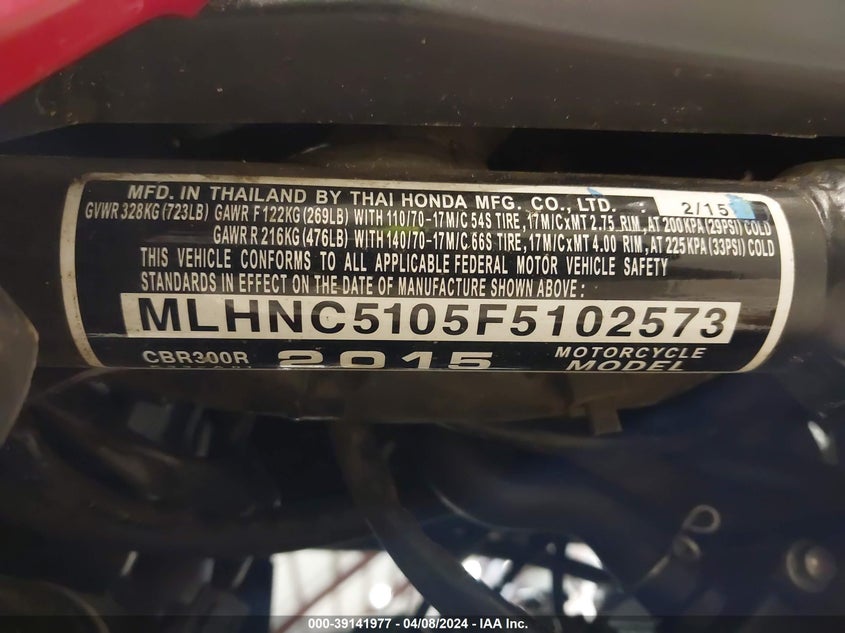 MFD. IN THAILAND BY THAI HONDA MFG. CO., LTD. 2/15
GVWR 328KG (723LB) GAWR F 122KG (269LB) WITH 110/70-17M/C 54S TIRE, 17M/CxMT 2.75 RIM, AT 200KPA (29PSI) COLD
GAWR R 216KG (476LB) WITH 140/70-17M/C 66S TIRE, 17M/CxMT 4.00 RIM, AT 225KPA (33PSI) COLD
THIS VEHICLE CONFORMS TO ALL APPLICABLE FEDERAL MOTOR VEHICLE SAFETY
STANDARDS IN EFFECT ON THE DATE OF MANUFACTURE SHOWN ABOVE :
MLHNC5105F5102573
CBR300R 2015 MOTORCYCLE
MODEL
000-39141977 - 04/08/2024 - IAA Inc.